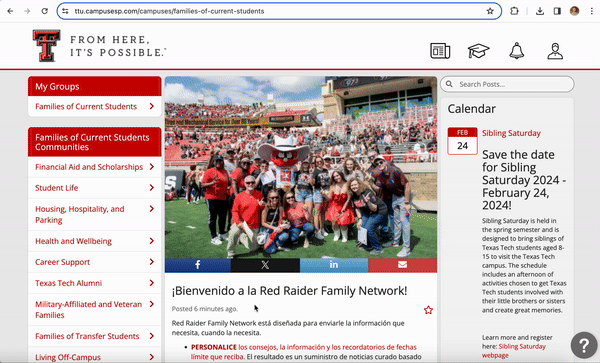 ttu.campusesp.com/campuses/families-of-current-students
FROM HERE,
IT'S POSSIBLE.™
My Groups
Families of Current Students
Families of Current Students
Communities
Financial Aid and Scholarships
Student Life
Housing, Hospitality, and
Parking
Health and Wellbeing
Career Support
Texas Tech Alumni
Military-Affiliated and Veteran
Families
Families of Transfer Students
Living Off-Campus
¡Bienvenido a la Red Raider Family Network!
Posted 6 minutes ago.
Red Raider Family Network está diseñada para enviarle la información que
necesita, cuando la necesita.
• PERSONALICE los consejos, la información y los recordatorios de fechas
límite que reciba. El resultado es un suministro de noticias curado basado
Search Posts...
Calendar
FEB
24
Sibling Saturday
Save the date
for Sibling
Saturday 2024 -
February 24,
2024!
Sibling Saturday is held in
the spring semester and is
designed to bring siblings of
Texas Tech students aged 8-
15 to visit the Texas Tech
campus. The schedule
includes an afternoon of
activities chosen to get Texas
Tech students involved with
their little brothers or sisters
and create great memories.
Learn more and register
here: Sibling Saturday
webpage
?